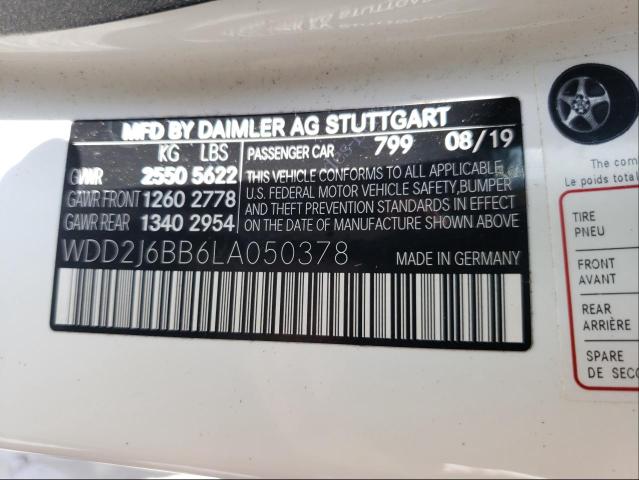 MFD BY DAIMLER AG STUTTGART
KG LBS PASSENGER CAR 799 08/19
GVWR 2550 5622
GAWR FRONT 1260 2778
GAWR REAR 1340 2954
THIS VEHICLE CONFORMS TO ALL APPLICABLE
U.S. FEDERAL MOTOR VEHICLE SAFETY, BUMPER
AND THEFT PREVENTION STANDARDS IN EFFECT
ON THE DATE OF MANUFACTURE SHOWN ABOVE
WDD2J6BB6LA050378 MADE IN GERMANY
The com
Le poids tota
TIRE
PNEU
FRONT
AVANT
REAR
ARRIÈRE
SPARE
DE SECO